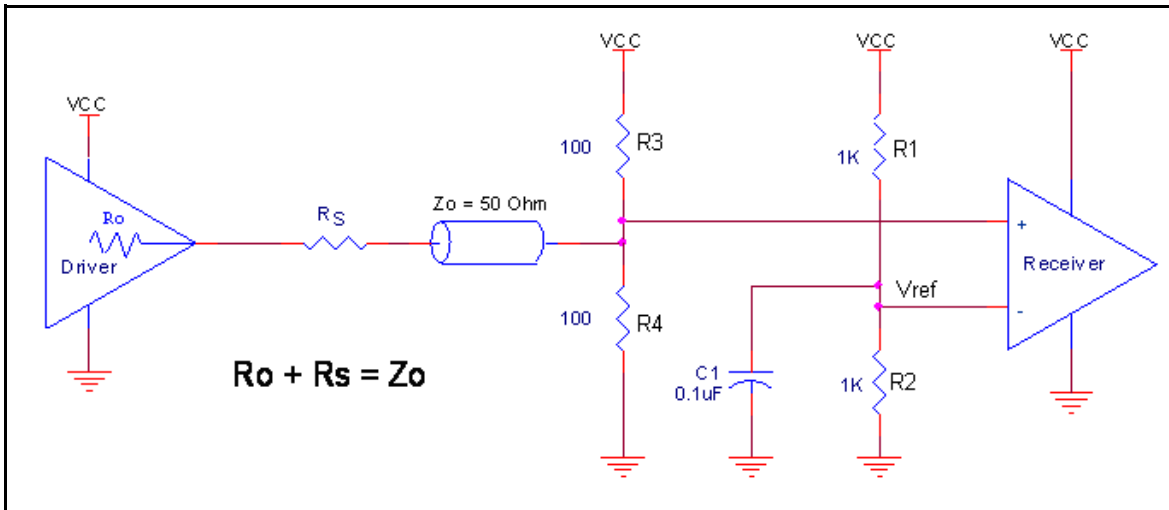 VCC
VCC
VCC
VCC
R3
100
1K
R1
Ro
RS
Zo = 50 Ohm
+
Driver
Receiver
Vref
-
100
R4
Ro + Rs = Zo
C1
0.1uF
1K
R2